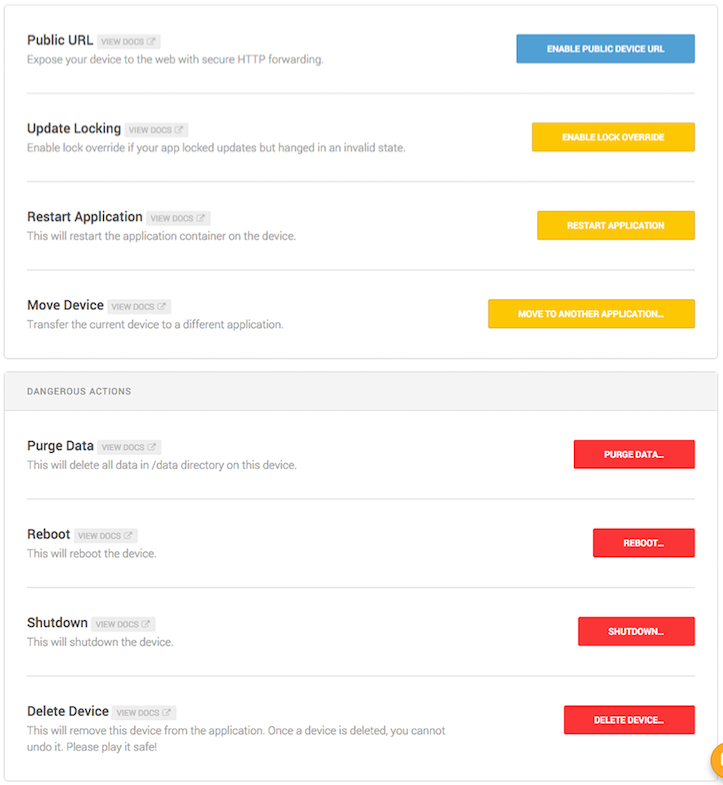 Public URL VIEW DOCS
Expose your device to the web with secure HTTP forwarding.
ENABLE PUBLIC DEVICE URL
Update Locking VIEW DOCS
Enable lock override if your app locked updates but hanged in an invalid state.
ENABLE LOCK OVERRIDE
Restart Application VIEW DOCS
This will restart the application container on the device.
RESTART APPLICATION
Move Device VIEW DOCS
Transfer the current device to a different application.
MOVE TO ANOTHER APPLICATION...
DANGEROUS ACTIONS
Purge Data VIEW DOCS
This will delete all data in /data directory on this device.
PURGE DATA...
Reboot VIEW DOCS
This will reboot the device.
REBOOT...
Shutdown VIEW DOCS
This will shutdown the device.
SHUTDOWN...
Delete Device VIEW DOCS
This will remove this device from the application. Once a device is deleted, you cannot
undo it. Please play it safe!
DELETE DEVICE...